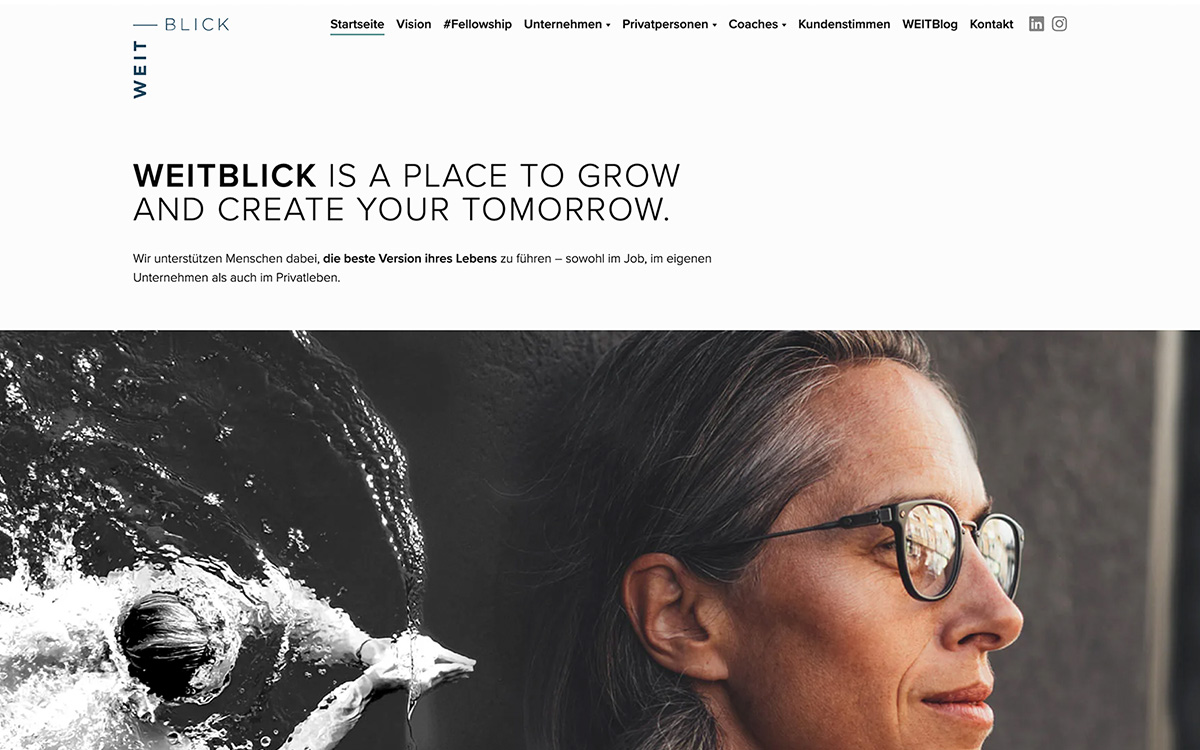 BLICK
WEIT
Startseite Vision #Fellowship Unternehmen Privatpersonen Coaches Kundenstimmen WEITBlog Kontakt in
WEITBLICK IS A PLACE TO GROW
AND CREATE YOUR TOMORROW.
Wir unterstützen Menschen dabei, die beste Version ihres Lebens zu führen – sowohl im Job, im eigenen
Unternehmen als auch im Privatleben.